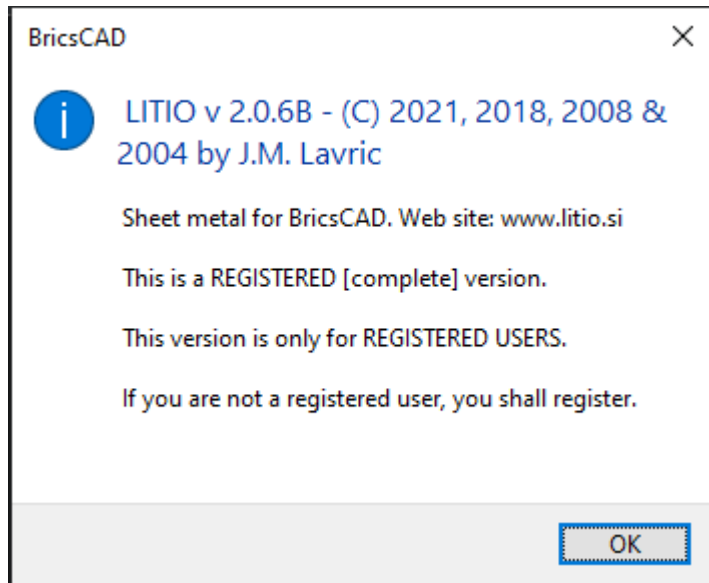 BricsCAD
LITIO v 2.0.6B - (C) 2021, 2018, 2008 &
2004 by J.M. Lavric
Sheet metal for BricsCAD. Web site: www.litio.si
This is a REGISTERED [complete] version.
This version is only for REGISTERED USERS.
If you are not a registered user, you shall register.
OK